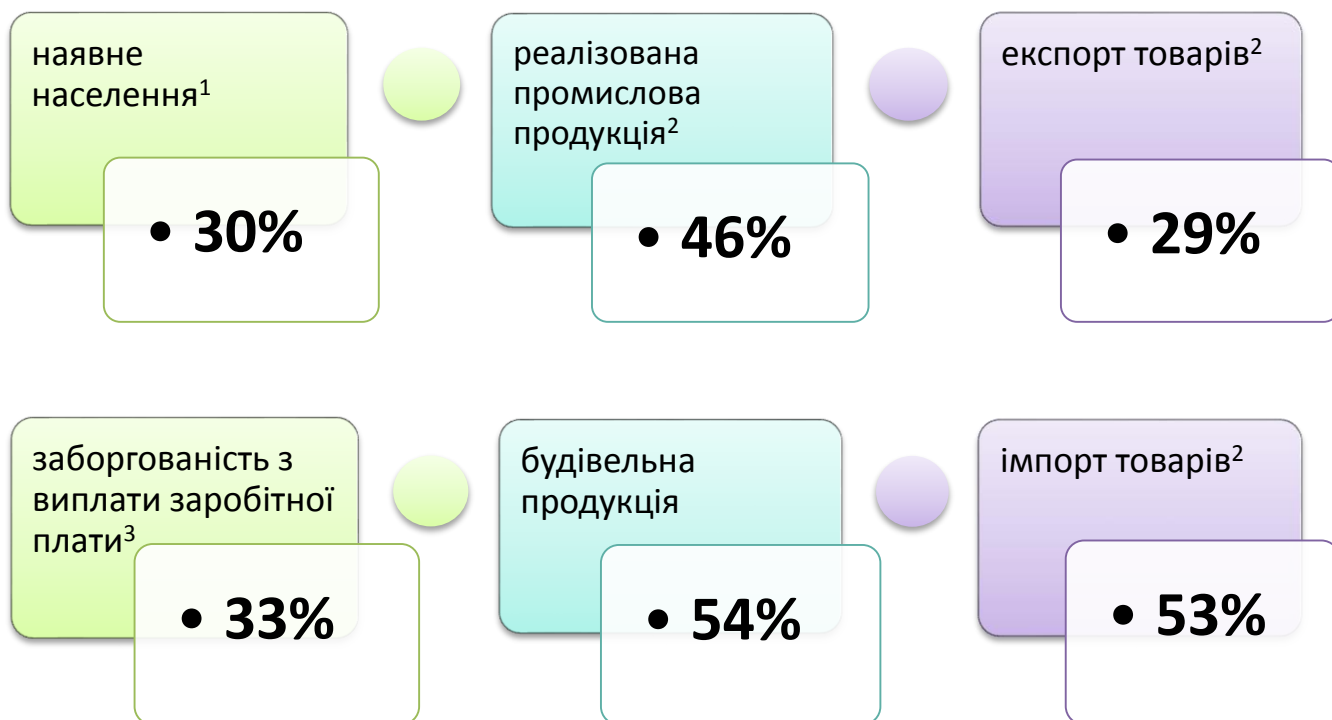 наявне
населення¹
• 30%
реалізована
промислова
продукція²
• 46%
експорт товарів²
• 29%
заборгованість з
виплати заробітної
плати³
• 33%
будівельна
продукція
• 54%
імпорт товарів²
• 53%